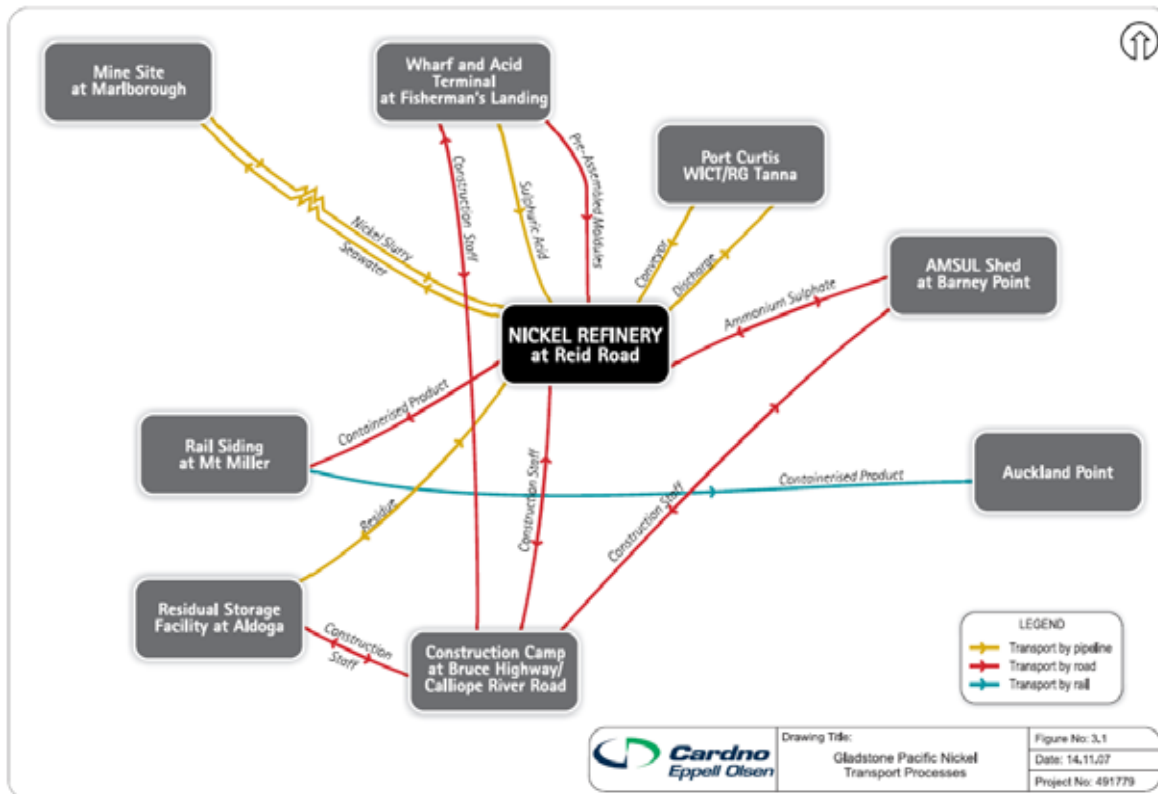 Mine Site
at Marlborough
Wharf and Acid
Terminal
at Fisherman's Landing
Port Curtis
WICT/RG Tanna
AMSUL Shed
at Barney Point
NICKEL REFINERY
at Reid Road
Rail Siding
at Mt Miller
Auckland Point
Residual Storage
Facility at Aldoga
Construction Camp
at Bruce Highway/
Calliope River Road
Nickel Slurry
Seawater
Construction Staff
Sulphuric Acid
Pre-Assembled Moldules
Conveyor
Discharge
Ammonium Sulphate
Containerised Product
Containerised Product
Residue
Construction Staff
Construction Staff
Construction
Staff
LEGEND
Transport by pipeline
Transport by road
Transport by rail
Cardno
Eppell Olsen
Drawing Title:
Gladstone Pacific Nickel
Transport Processes
Figure No: 3.1
Date: 14.11.07
Project No: 491779